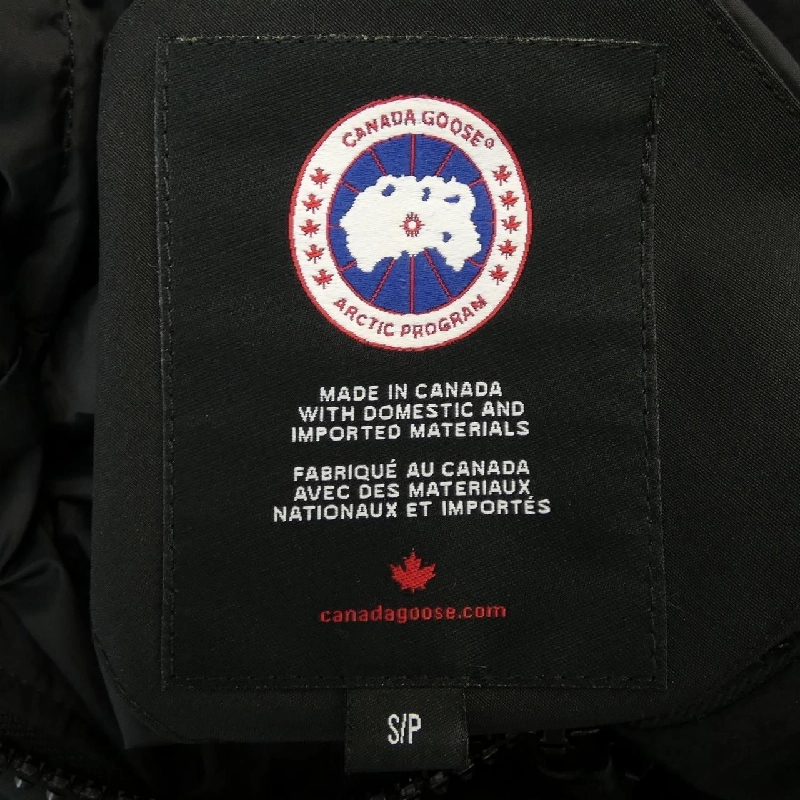 CANADA GOOSE®
ARCTIC PROGRAM
MADE IN CANADA
WITH DOMESTIC AND
IMPORTED MATERIALS
FABRIQUÉ AU CANADA
AVEC DES MATERIAUX
NATIONAUX ET IMPORTÉS
canadagoose.com
S/P